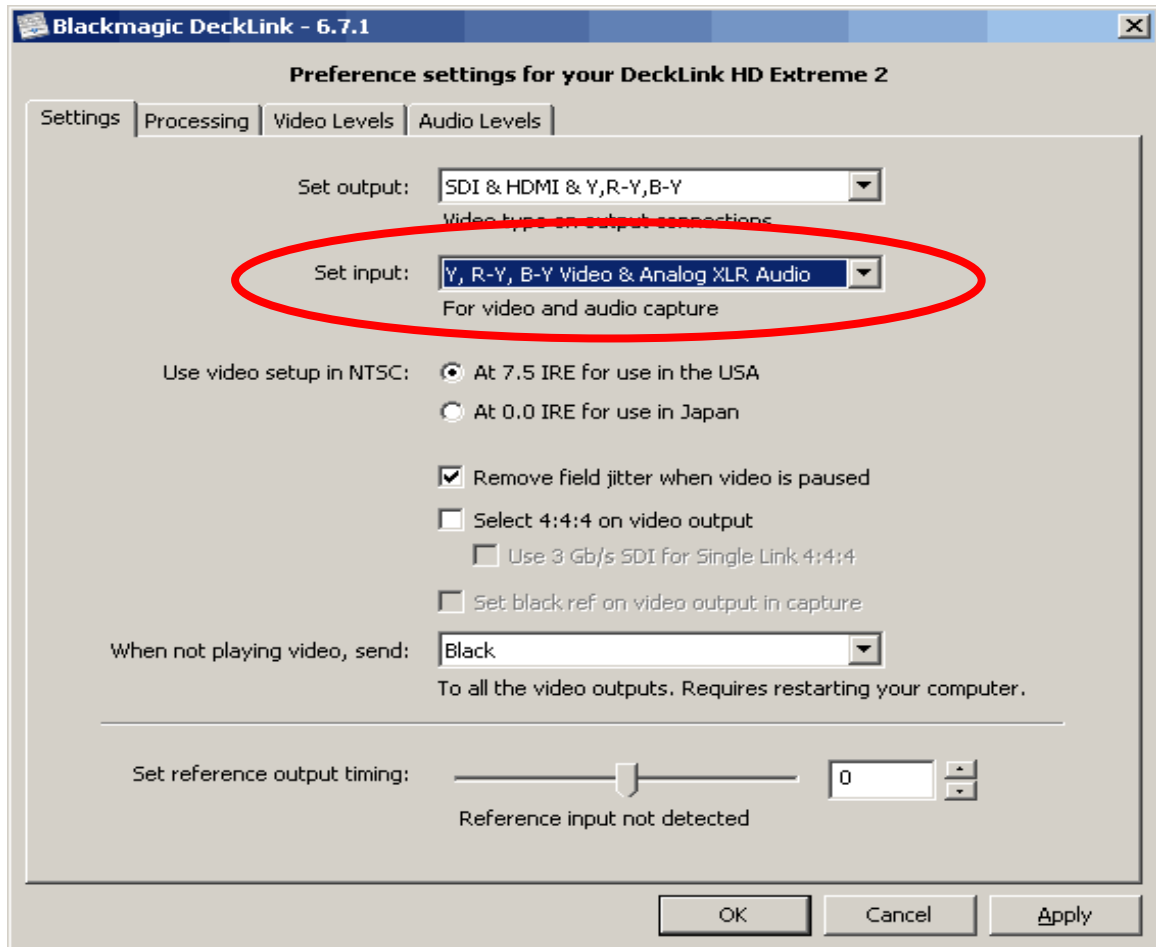 Blackmagic DeckLink - 6.7.1
Preference settings for your DeckLink HD Extreme 2
Settings Processing Video Levels Audio Levels
Set output: SDI & HDMI & Y,R-Y,B-Y
Video type on output connections
Set input: Y, R-Y, B-Y Video & Analog XLR Audio
For video and audio capture
Use video setup in NTSC: At 7.5 IRE for use in the USA
At 0.0 IRE for use in Japan
Remove field jitter when video is paused
Select 4:4:4 on video output
Use 3 Gb/s SDI for Single Link 4:4:4
Set black ref on video output in capture
When not playing video, send: Black
To all the video outputs. Requires restarting your computer.
Set reference output timing: 0
Reference input not detected
OK Cancel Apply